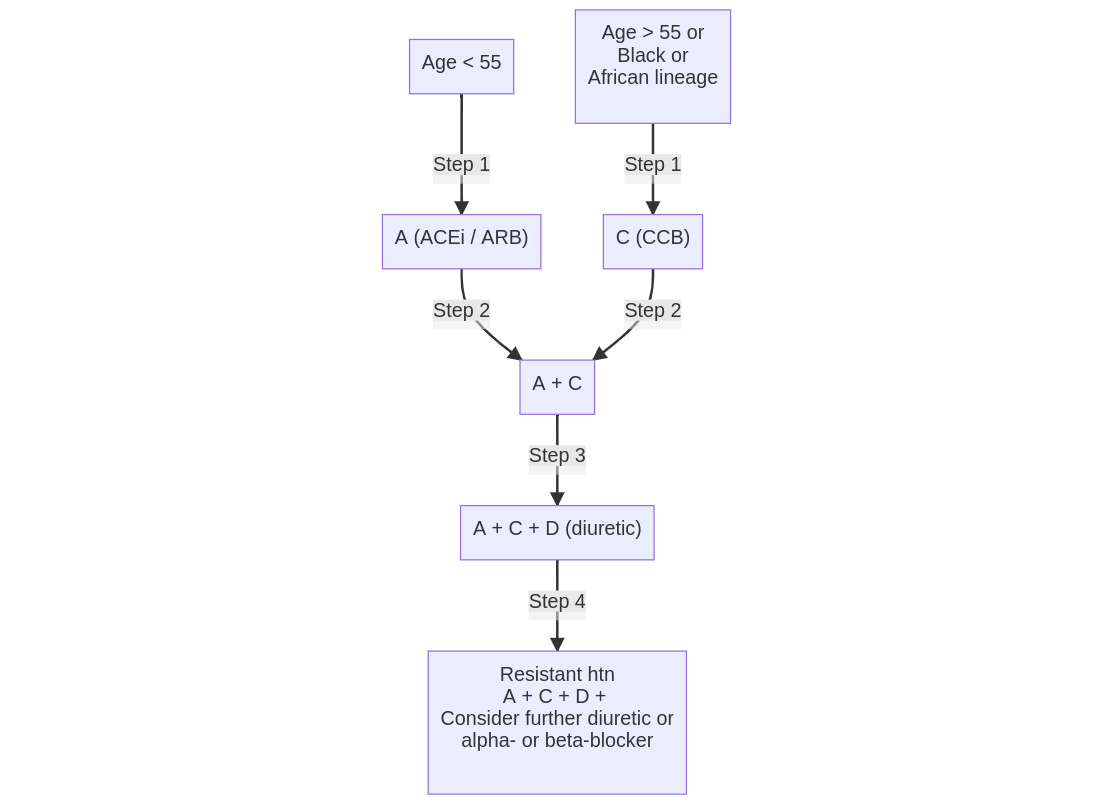 Age < 55
Age > 55 or
Black or
African lineage
Step 1
Step 1
A (ACEi / ARB)
C (CCB)
Step 2
Step 2
A + C
Step 3
A + C + D (diuretic)
Step 4
Resistant htn
A + C + D +
Consider further diuretic or
alpha- or beta-blocker